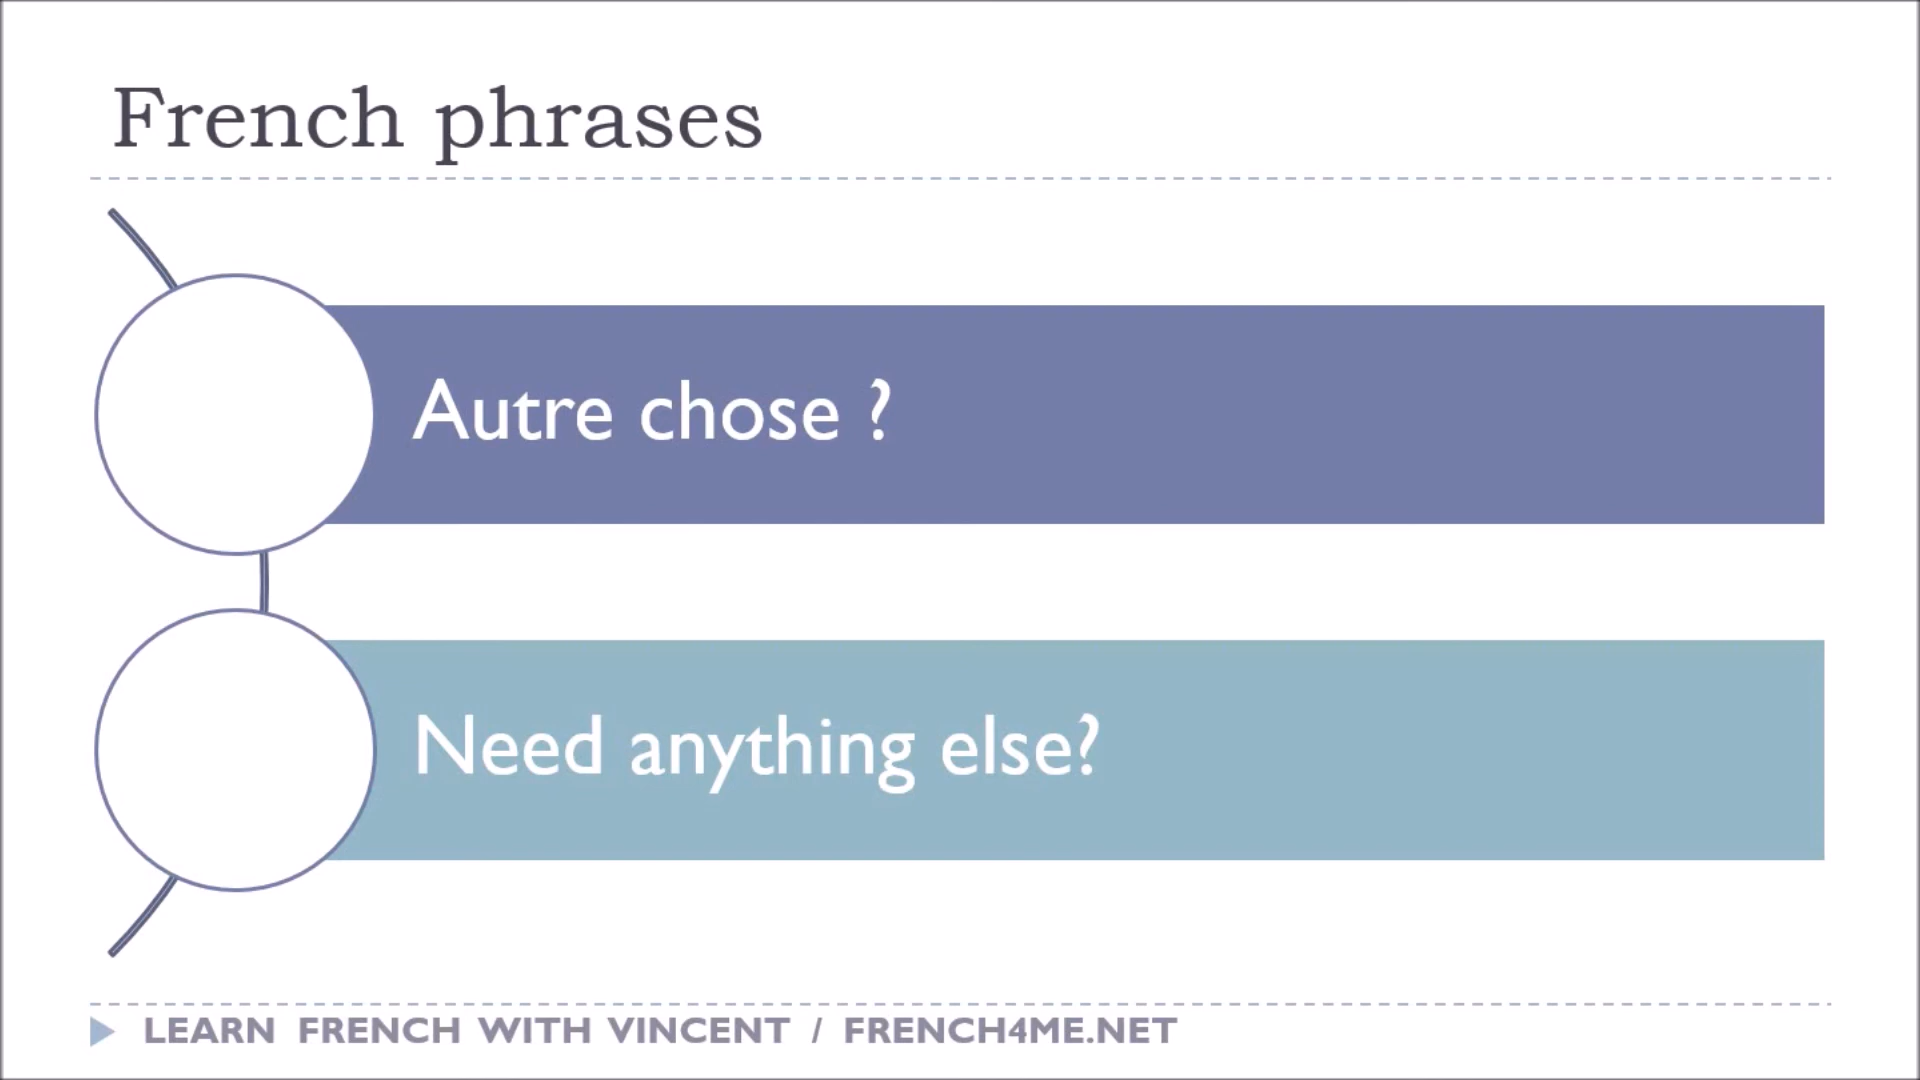 French phrases
Autre chose ?
Need anything else?
LEARN FRENCH WITH VINCENT / FRENCH4ME.NET